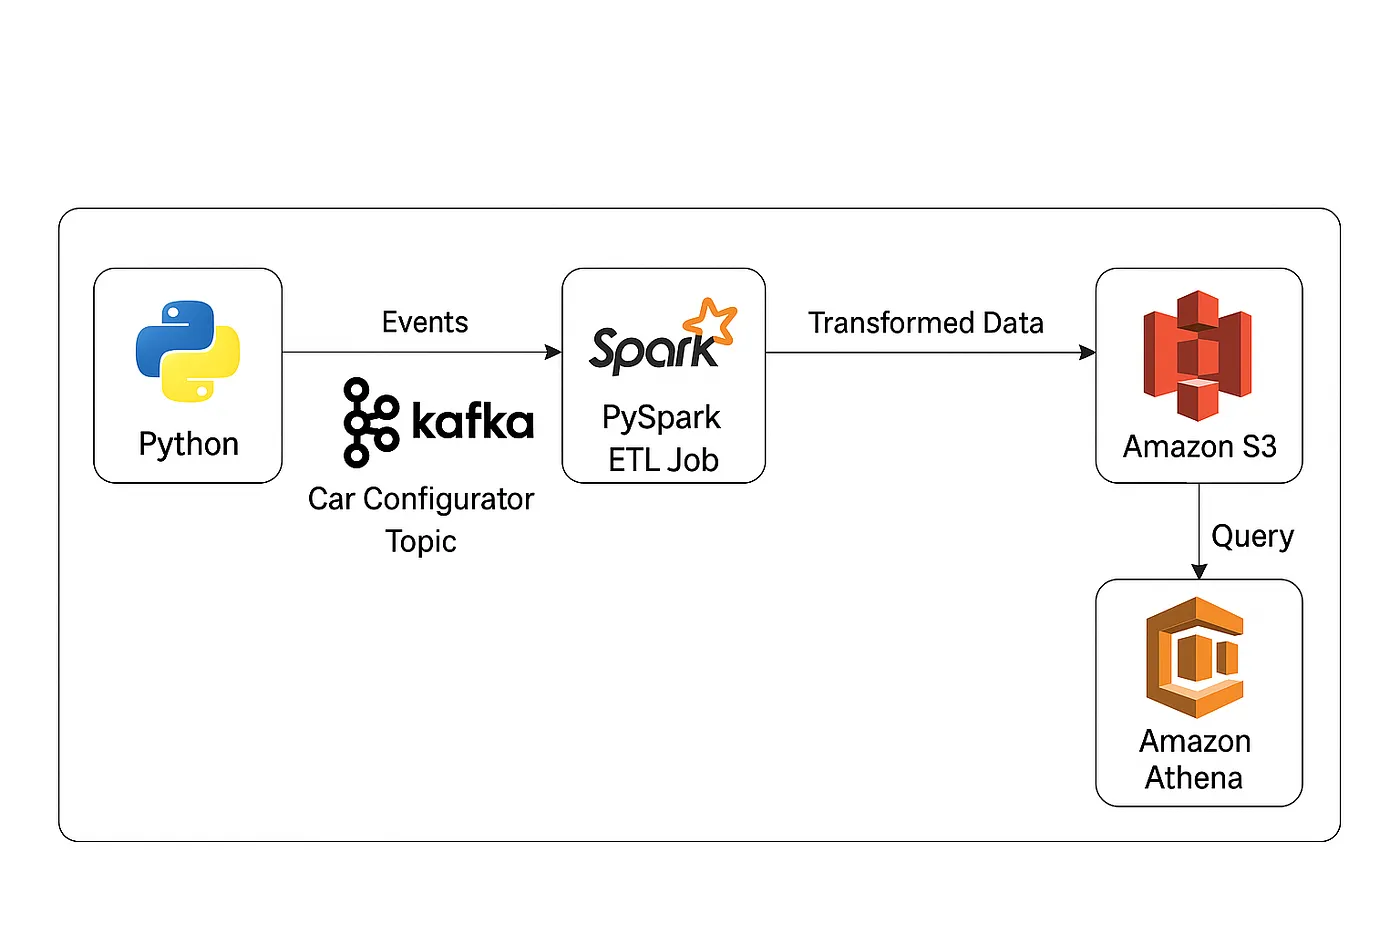 Python
Events
kafka
Car Configurator
Topic
Spark
PySpark
ETL Job
Transformed Data
Amazon S3
Query
Amazon
Athena